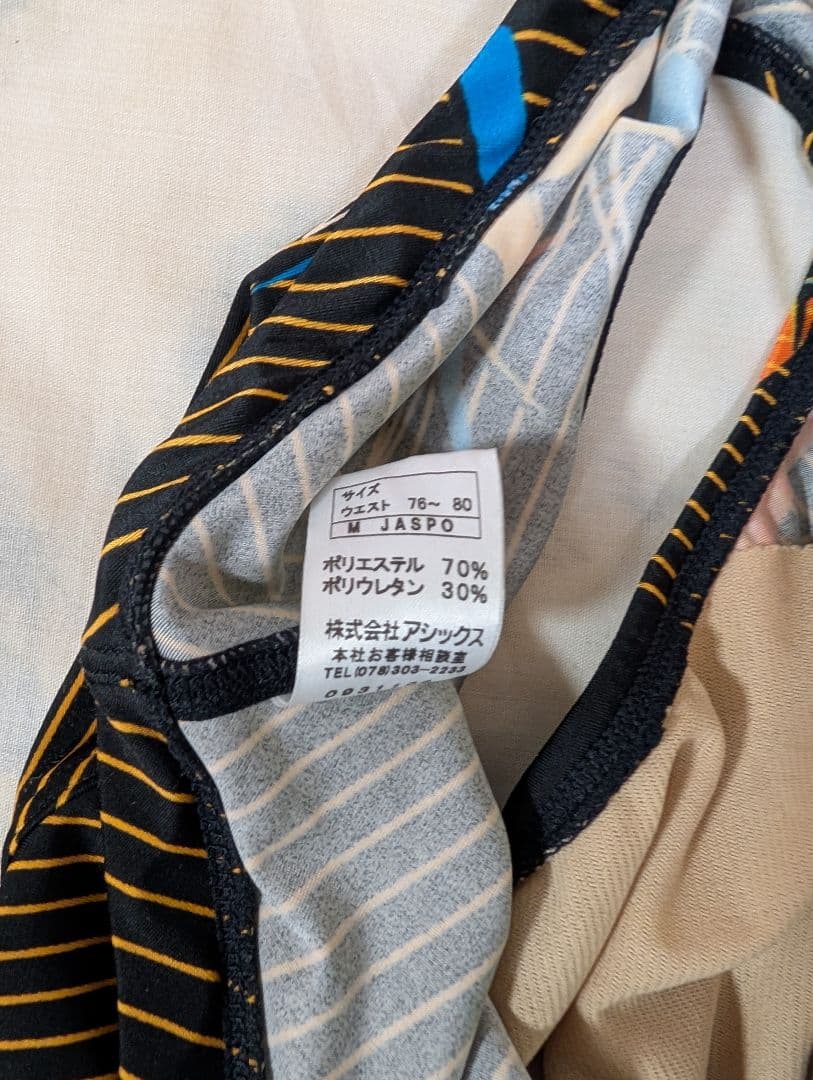 サイズ
ウエスト 76〜 80
M JASPO
ポリエステル 70%
ポリウレタン 30%
株式会社アシックス
本社お客様相談室
TEL(078)303-2233